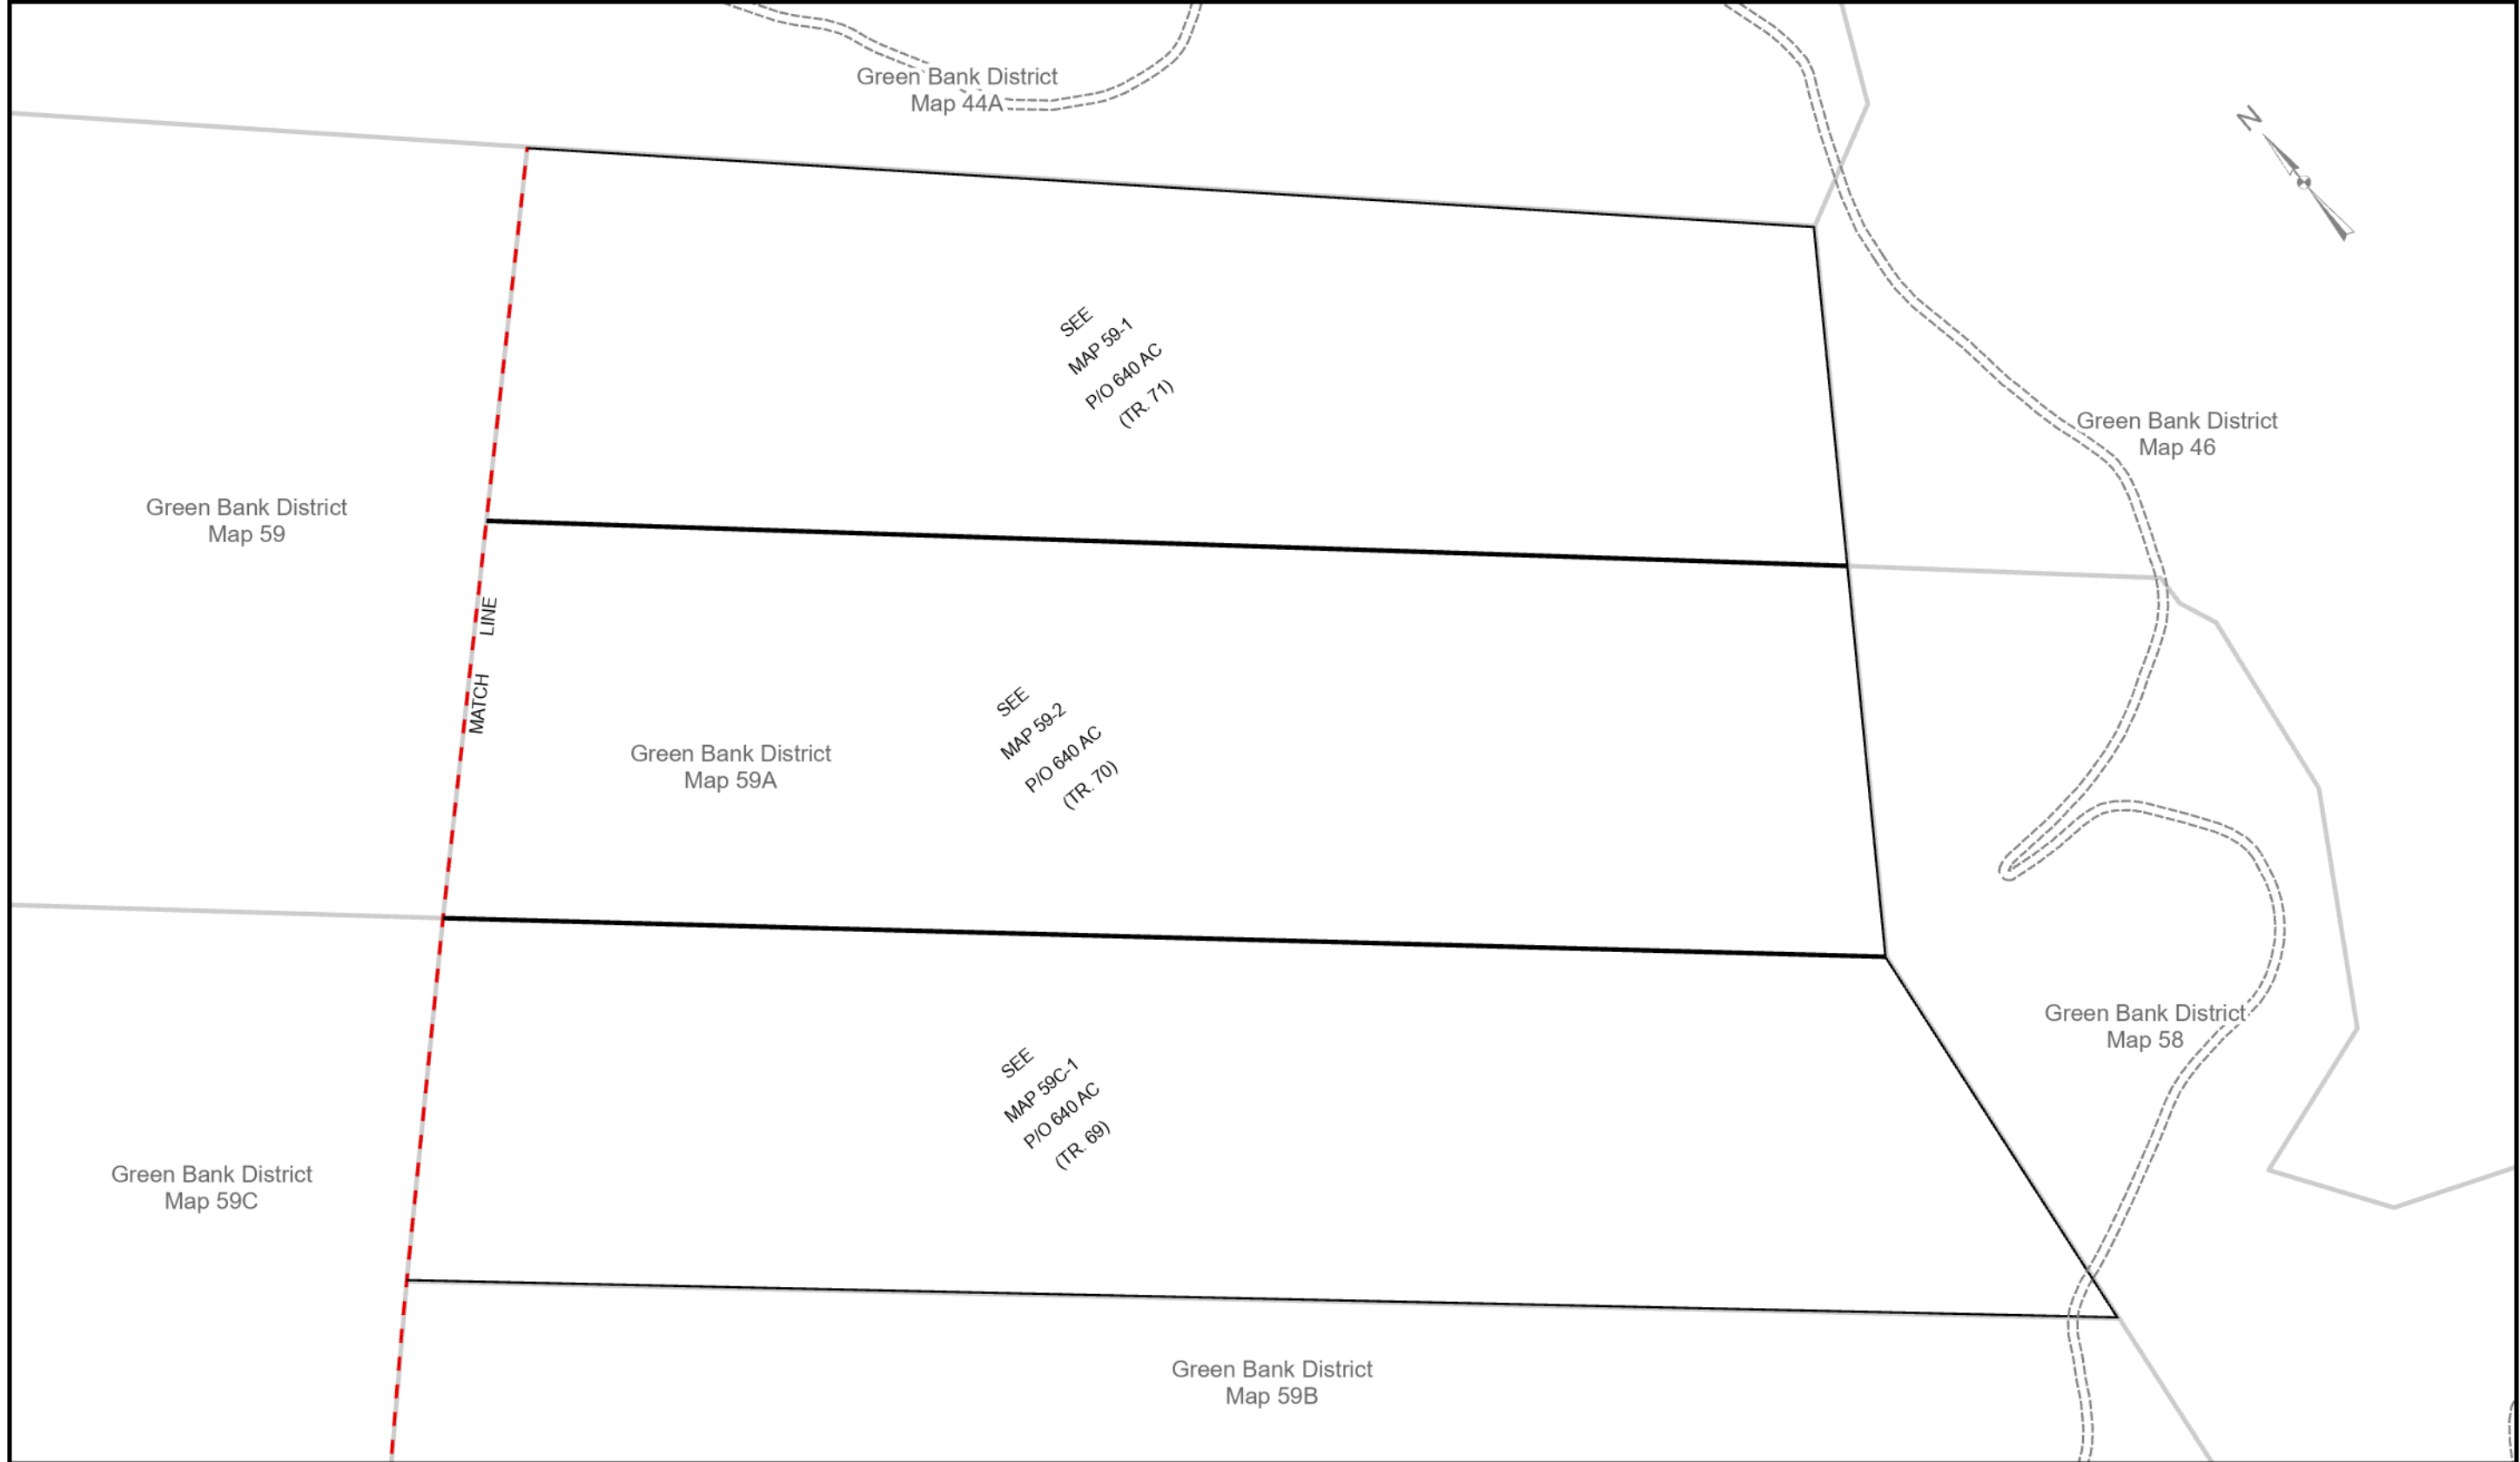 Green Bank District
Map 44A
N
SEE
MAP 59-1
P/O 640 AC
(TR. 71)
Green Bank District
Map 46
Green Bank District
Map 59
MATCH LINE
SEE
MAP 59-2
P/O 640 AC
(TR. 70)
Green Bank District
Map 59A
Green Bank District
Map 58
SEE
MAP 59C-1
P/O 640 AC
(TR. 69)
Green Bank District
Map 59C
Green Bank District
Map 59B